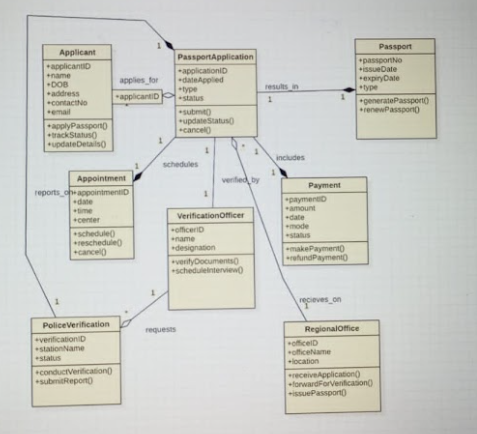 Applicant
+applicantID
+name
+DOB
+address
+contactNo
+email
+applyPassport()
+trackStatus()
+updateDetails()
applies_for
+applicantID
*
1
PassportApplication
+applicationID
+dateApplied
+type
+status
+submit()
+updateStatus()
+cancel()
results_in
1
1
Passport
+passportNo
+issueDate
+expiryDate
+type
+generatePassport()
+renewPassport()
1
schedules
1
1
verified_by
1
*
1
includes
1
reports_on
Appointment
+appointmentID
+date
+time
+center
+schedule()
+reschedule()
+cancel()
Payment
+paymentID
+amount
+date
+mode
+status
+makePayment()
+refundPayment()
VerificationOfficer
+officerID
+name
+designation
+verifyDocuments()
+scheduleInterview()
1
*
requests
1
PoliceVerification
+verificationID
+stationName
+status
+conductVerification()
+submitReport()
recieves_on
1
RegionalOffice
+officeID
+officeName
+location
+receiveApplication()
+forwardForVerification()
+issuePassport()